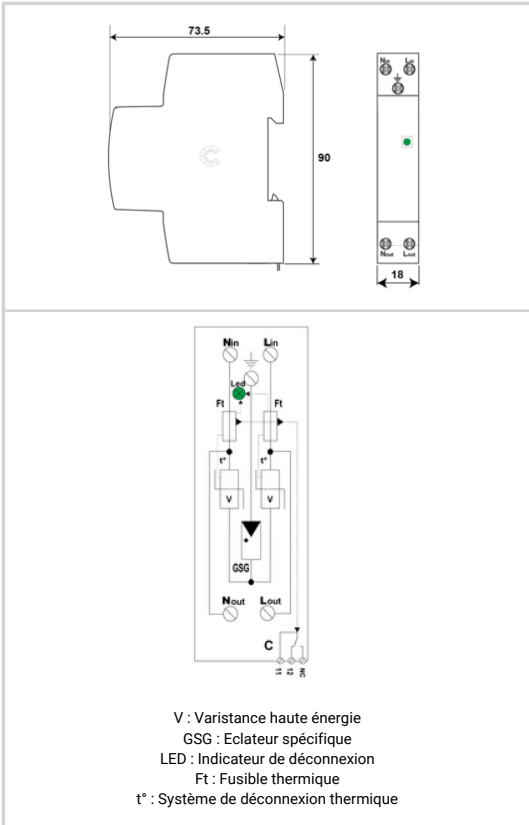 73.5
90
Nin Lin
Nout Lout
18
Nin Lin
Led
Ft Ft
t° t°
V V
GSG
Nout Lout
C
11 12 NC
V : Varistance haute énergie
GSG : Eclateur spécifique
LED : Indicateur de déconnexion
Ft : Fusible thermique
t° : Système de déconnexion thermique